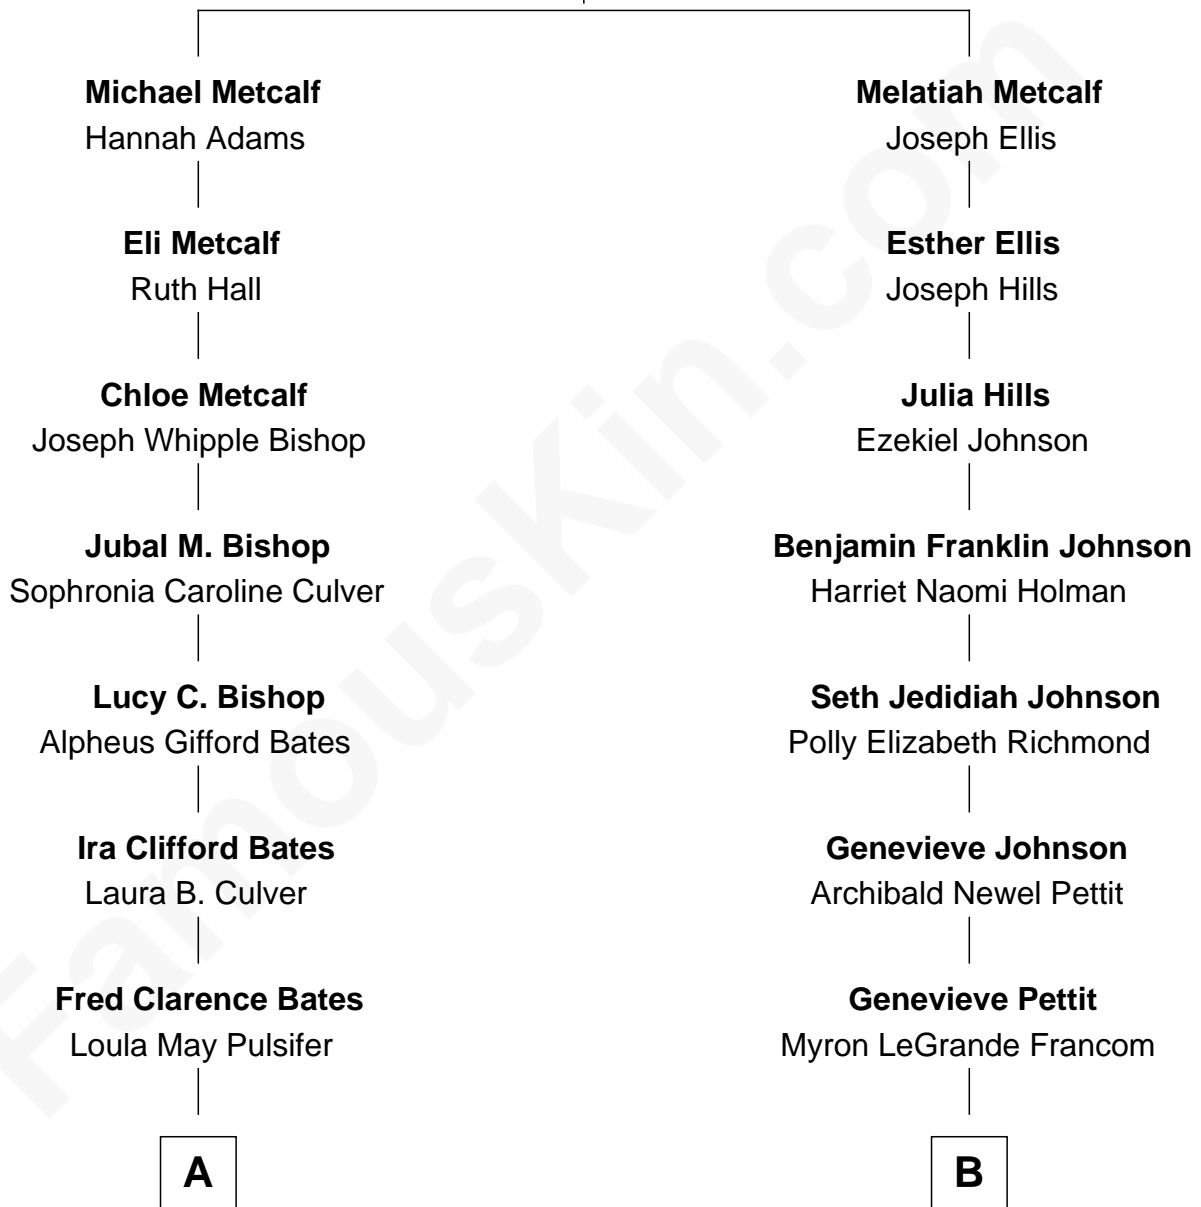 Michael Metcalf
Hannah Adams
Eli Metcalf
Ruth Hall
Chloe Metcalf
Joseph Whipple Bishop
Jubal M. Bishop
Sophronia Caroline Culver
Lucy C. Bishop
Alpheus Gifford Bates
Ira Clifford Bates
Laura B. Culver
Fred Clarence Bates
Loula May Pulsifer
A
Melatiah Metcalf
Joseph Ellis
Esther Ellis
Joseph Hills
Julia Hills
Ezekiel Johnson
Benjamin Franklin Johnson
Harriet Naomi Holman
Seth Jedidiah Johnson
Polly Elizabeth Richmond
Genevieve Johnson
Archibald Newel Pettit
Genevieve Pettit
Myron LeGrande Francom
B
FamousKin.com